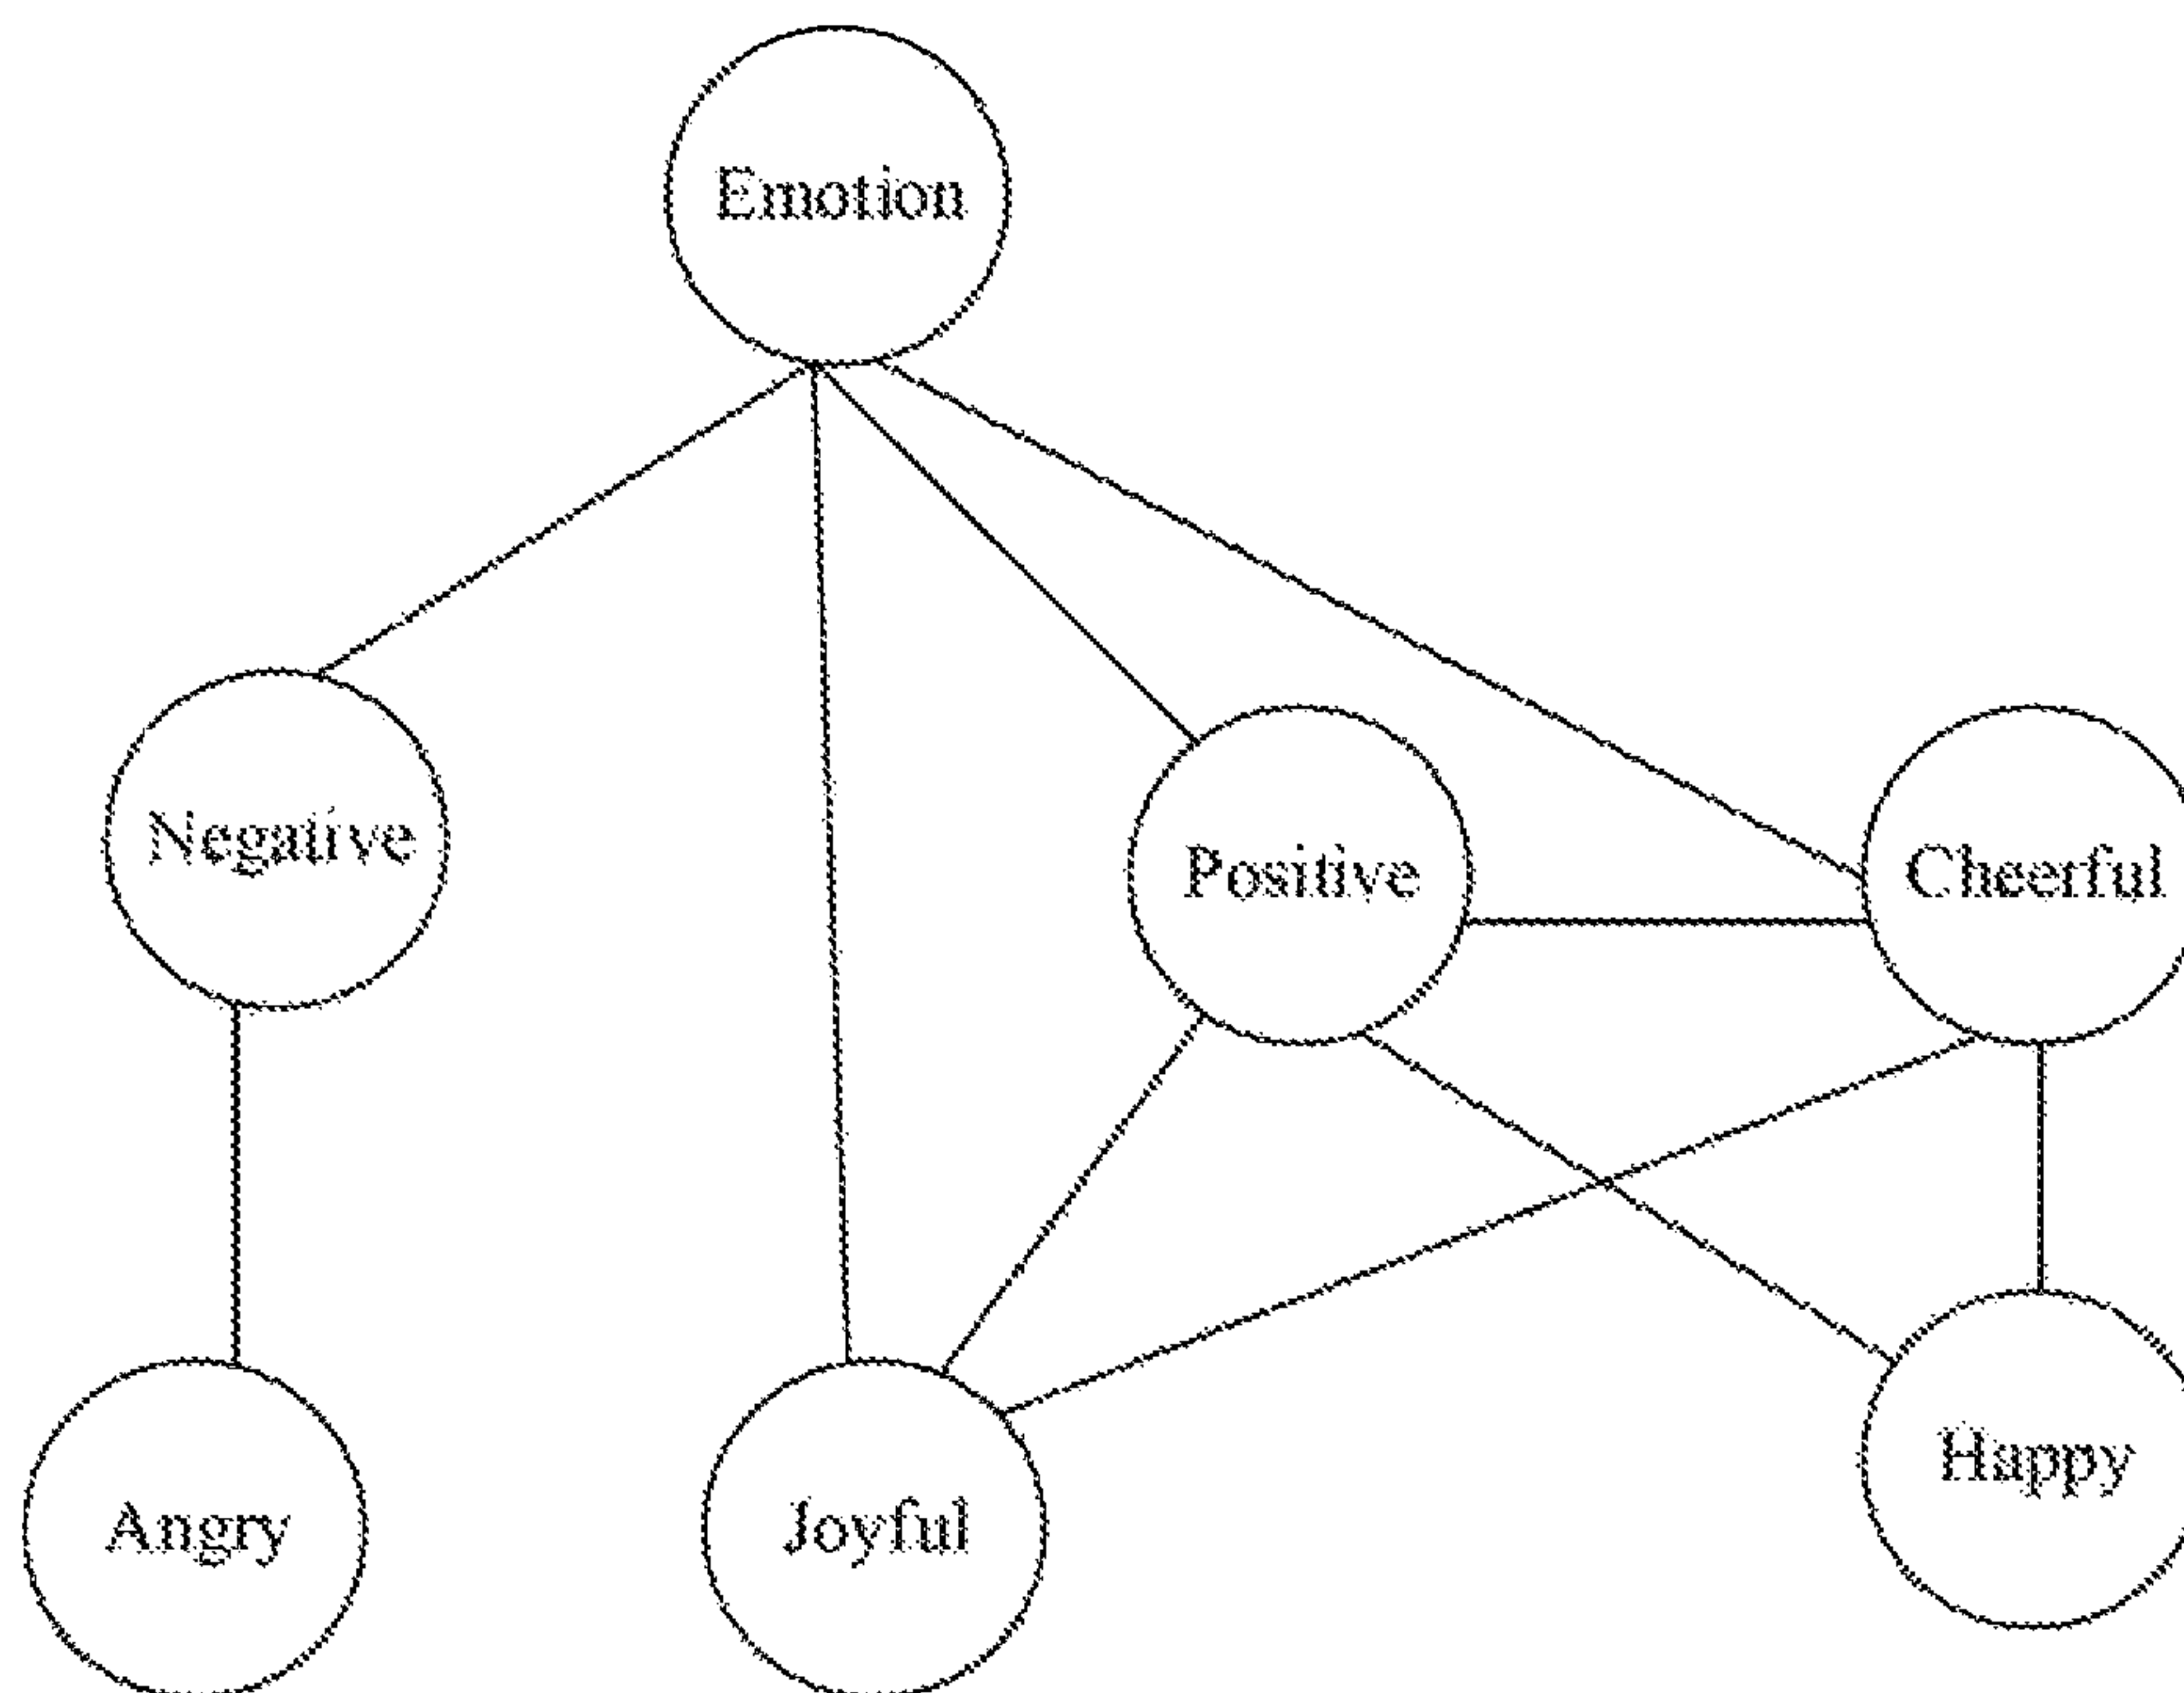 Emotion
Negative
Positive
Cheerful
Angry
Joyful
Happy